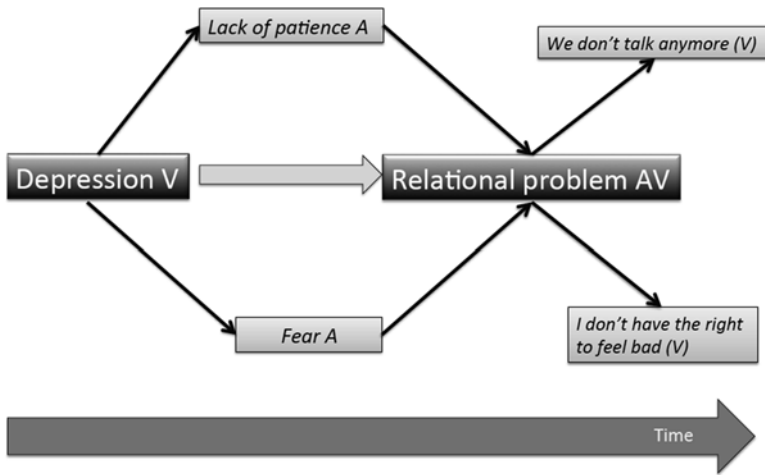 Lack of patience A
We don't talk anymore (V)
Depression V
Relational problem AV
Fear A
I don't have the right
to feel bad (V)
Time